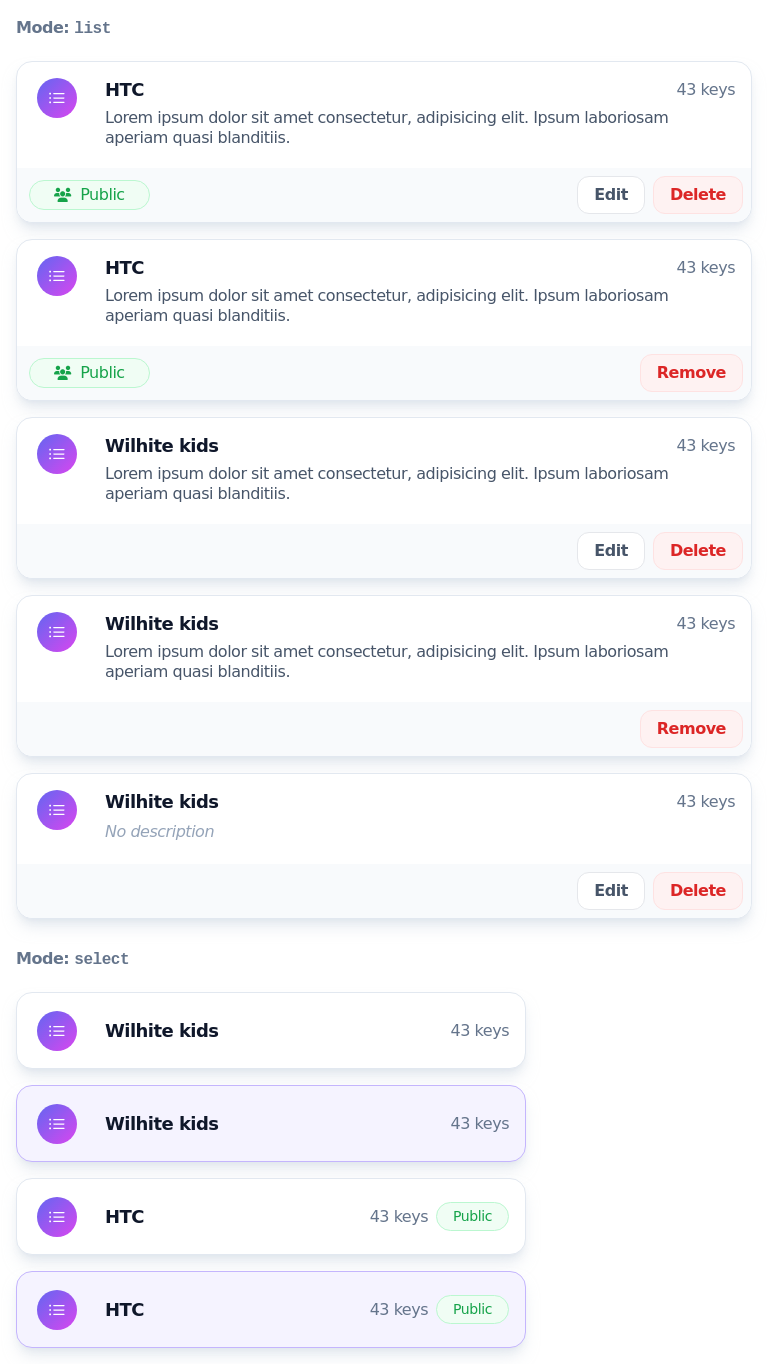 Mode: list
HTC
43 keys
Lorem ipsum dolor sit amet consectetur, adipisicing elit. Ipsum laboriosam
aperiam quasi blanditiis.
Public
Edit
Delete
HTC
43 keys
Lorem ipsum dolor sit amet consectetur, adipisicing elit. Ipsum laboriosam
aperiam quasi blanditiis.
Public
Remove
Wilhite kids
43 keys
Lorem ipsum dolor sit amet consectetur, adipisicing elit. Ipsum laboriosam
aperiam quasi blanditiis.
Edit
Delete
Wilhite kids
43 keys
Lorem ipsum dolor sit amet consectetur, adipisicing elit. Ipsum laboriosam
aperiam quasi blanditiis.
Remove
Wilhite kids
43 keys
No description
Edit
Delete
Mode: select
Wilhite kids
43 keys
Wilhite kids
43 keys
HTC
43 keys
Public
HTC
43 keys
Public